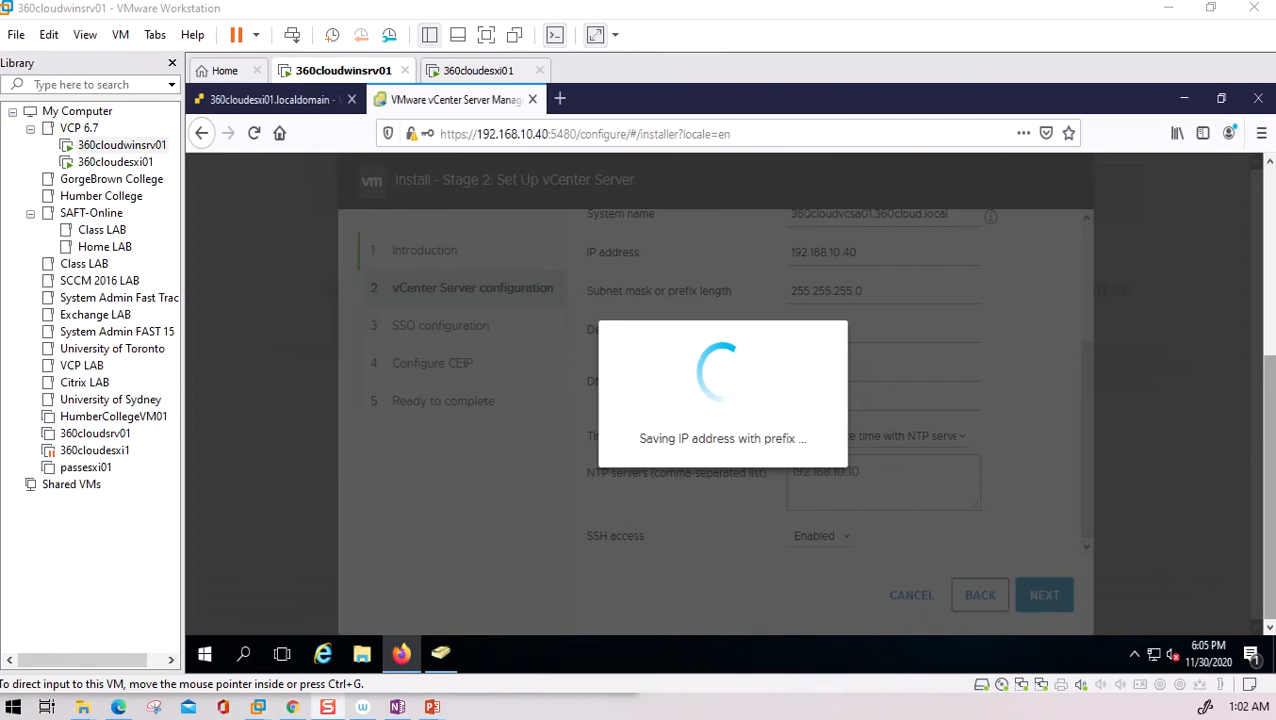 360cloudwinsrv01 - VMware Workstation
File Edit View VM Tabs Help
Library
Type here to search
My Computer
VCP 6.7
360cloudwinsrv01
360cloudesxi01
GorgeBrown College
Humber College
SAFT-Online
Class LAB
Home LAB
Class LAB
SCCM 2016 LAB
System Admin Fast Trac
Exchange LAB
System Admin FAST 15
University of Toronto
VCP LAB
Citrix LAB
University of Sydney
HumberCollegeVM01
360cloudsrv01
360cloudesxi1
passesxi01
Shared VMs
Home 360cloudwinsrv01 360cloudesxi01
360cloudesxi01.localdomain - VMware vCenter Server Manag
https://192.168.10.40:5480/configure/#/installer?locale=en
vm Install - Stage 2: Set Up vCenter Server
1 Introduction
2 vCenter Server configuration
3 SSO configuration
4 Configure CEIP
5 Ready to complete
System name 360cloudvcsa01.360cloud.local
IP address 192.168.10.40
Subnet mask or prefix length 255.255.255.0
Saving IP address with prefix ...
e time with NTP serve
NTP servers (comma-separated list) 192.168.10.10
SSH access Enabled
CANCEL BACK NEXT
6:05 PM
11/30/2020
To direct input to this VM, move the mouse pointer inside or press Ctrl+G.
1:02 AM